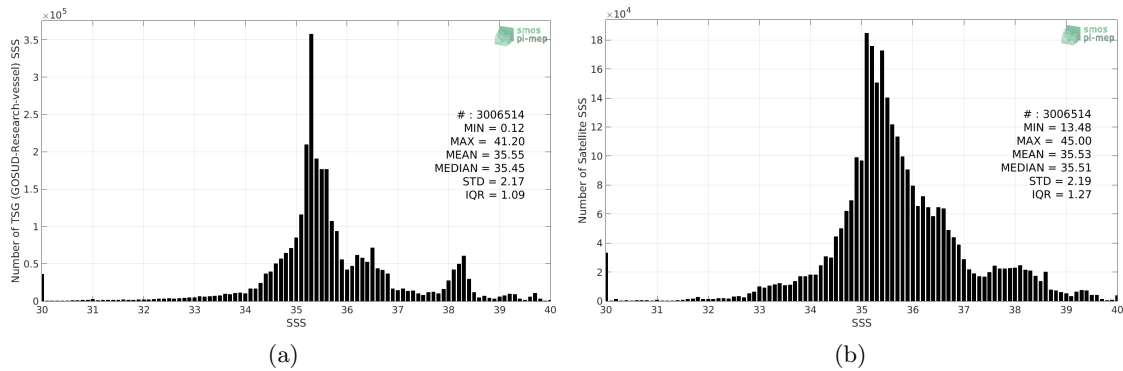 ×10⁵
smos
pi-mep
Number of TSG (GOSUD-Research-vessel) SSS
3.5
3
2.5
2
1.5
1
0.5
0
# : 3006514
MIN = 0.12
MAX = 41.20
MEAN = 35.55
MEDIAN = 35.45
STD = 2.17
IQR = 1.09
30 31 32 33 34 35 36 37 38 39 40
SSS
(a)
×10⁴
smos
pi-mep
Number of Satellite SSS
18
16
14
12
10
8
6
4
2
0
# : 3006514
MIN = 13.48
MAX = 45.00
MEAN = 35.53
MEDIAN = 35.51
STD = 2.19
IQR = 1.27
30 31 32 33 34 35 36 37 38 39 40
SSS
(b)